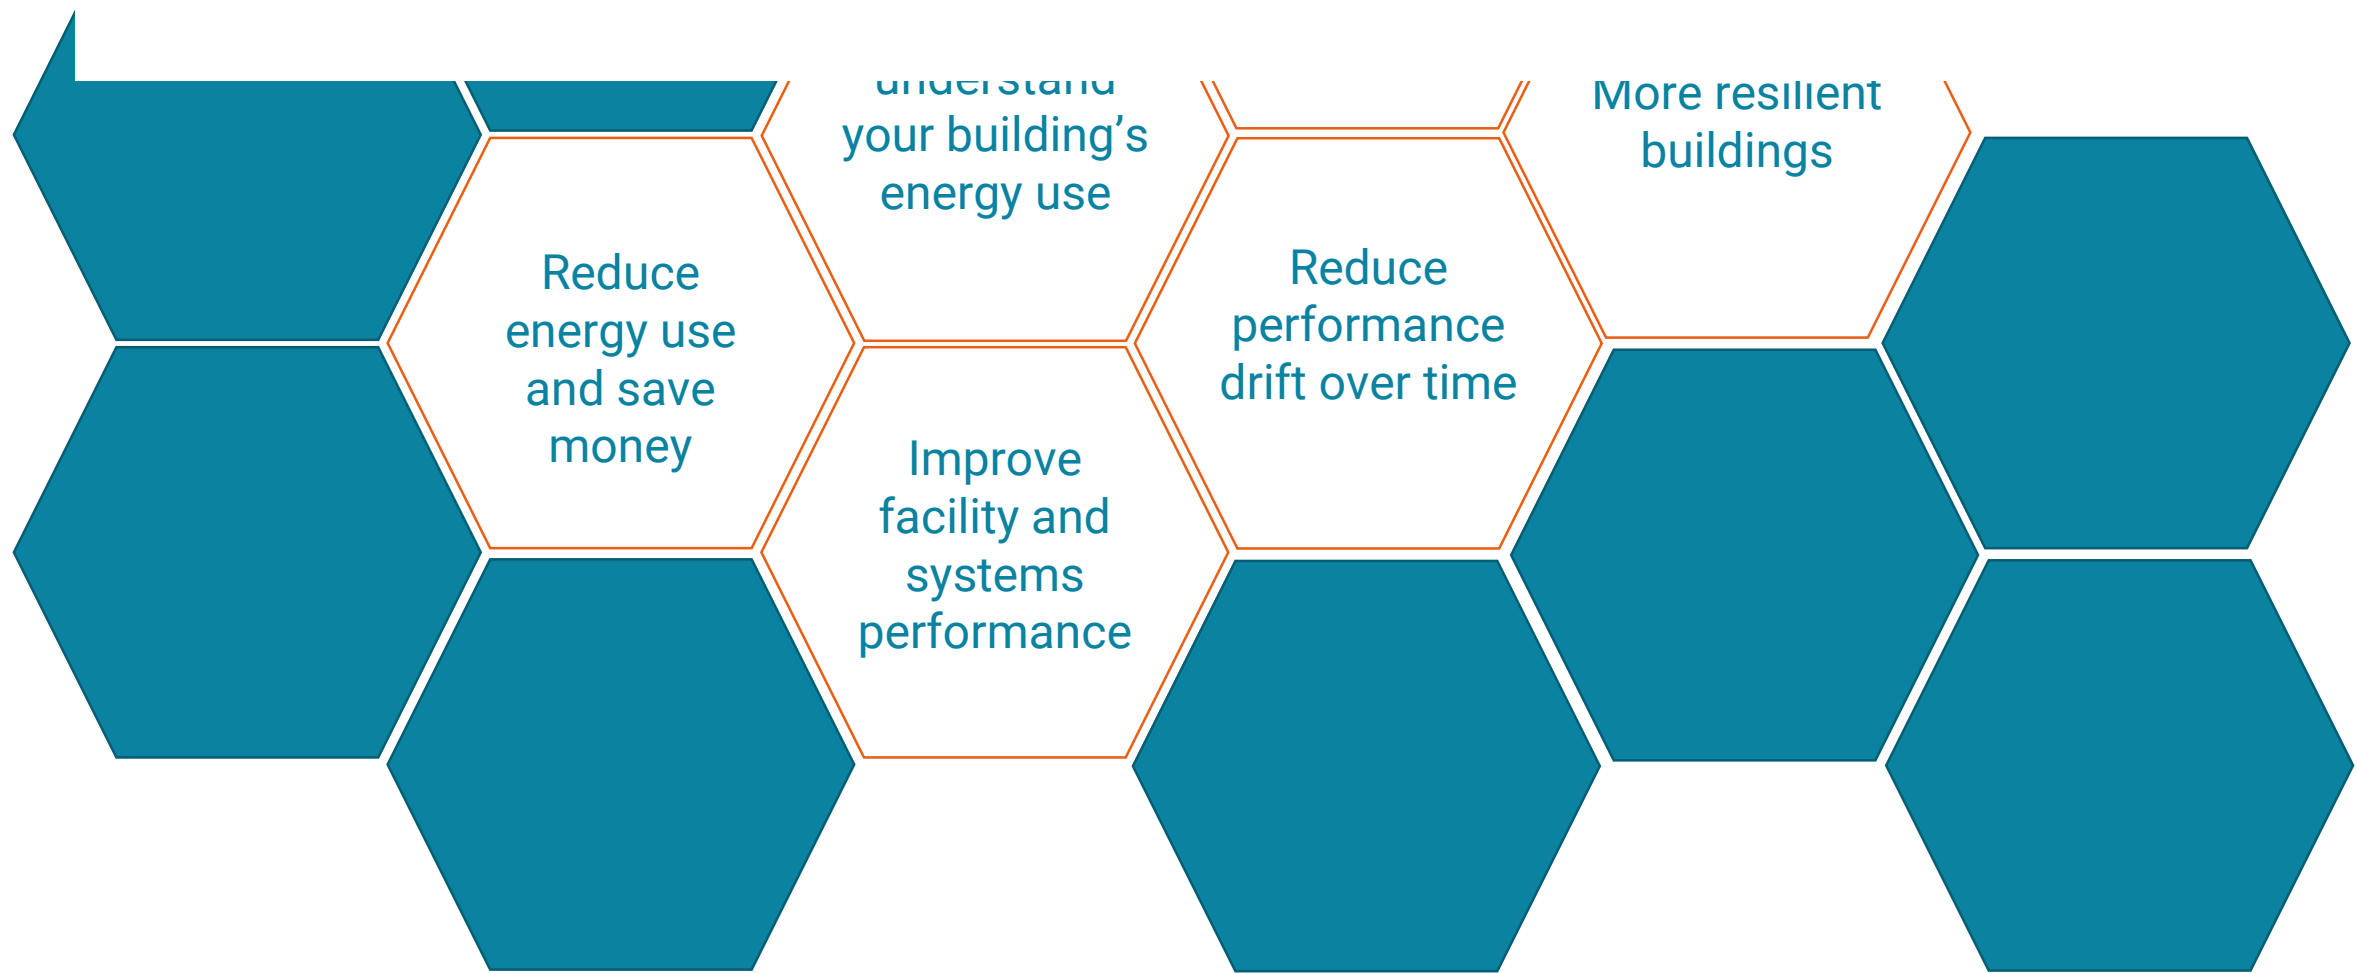 understand
your building’s
energy use
More resilient
buildings
Reduce
energy use
and save
money
Reduce
performance
drift over time
Improve
facility and
systems
performance